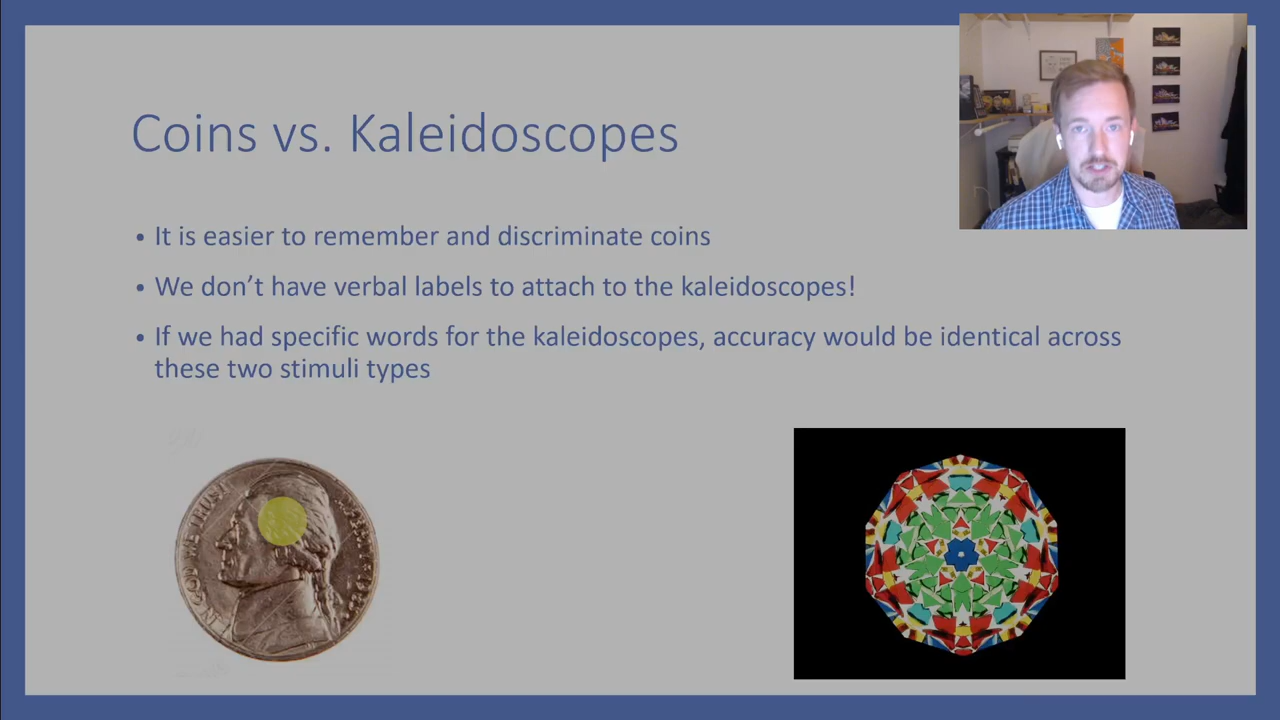 Coins vs. Kaleidoscopes
• It is easier to remember and discriminate coins
• We don't have verbal labels to attach to the kaleidoscopes!
• If we had specific words for the kaleidoscopes, accuracy would be identical across
these two stimuli types